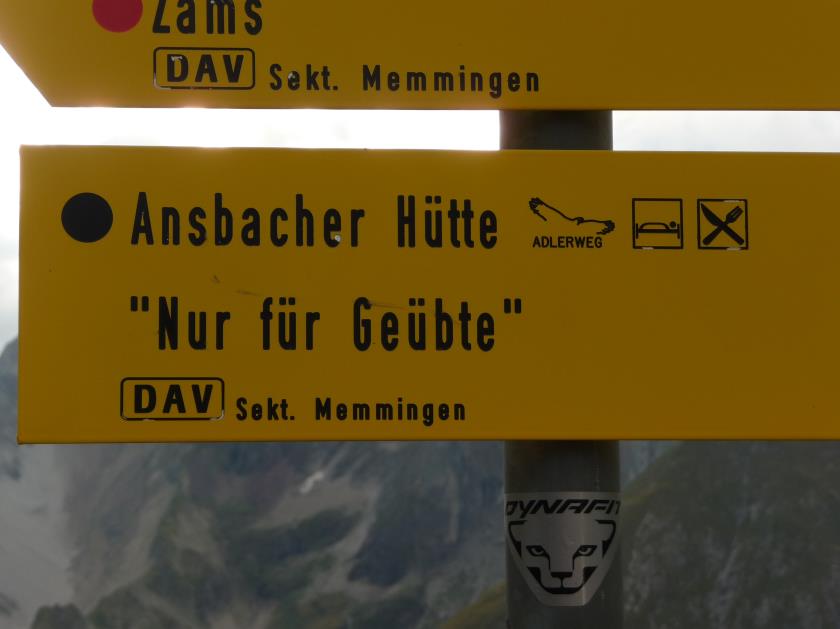 Zams
DAV Sekt. Memmingen
Ansbacher Hütte
ADLERWEG
"Nur für Geübte"
DAV Sekt. Memmingen
DYNAFIT